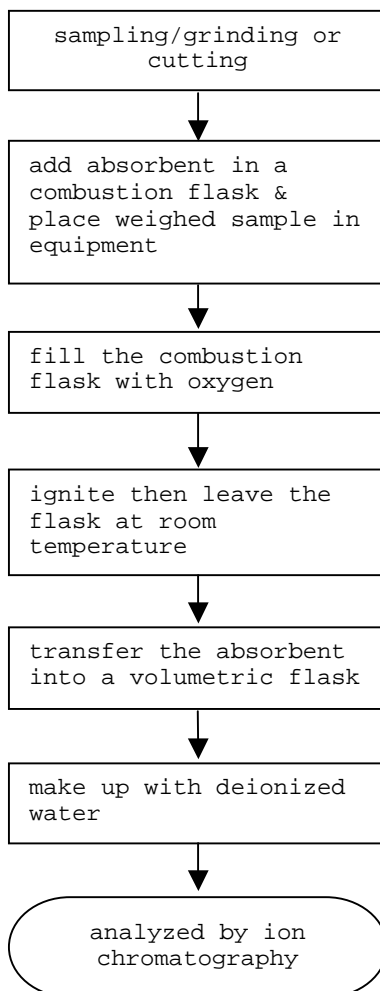 sampling/grinding or
cutting
add absorbent in a
combustion flask &
place weighed sample in
equipment
fill the combustion
flask with oxygen
ignite then leave the
flask at room
temperature
transfer the absorbent
into a volumetric flask
make up with deionized
water
analyzed by ion
chromatography